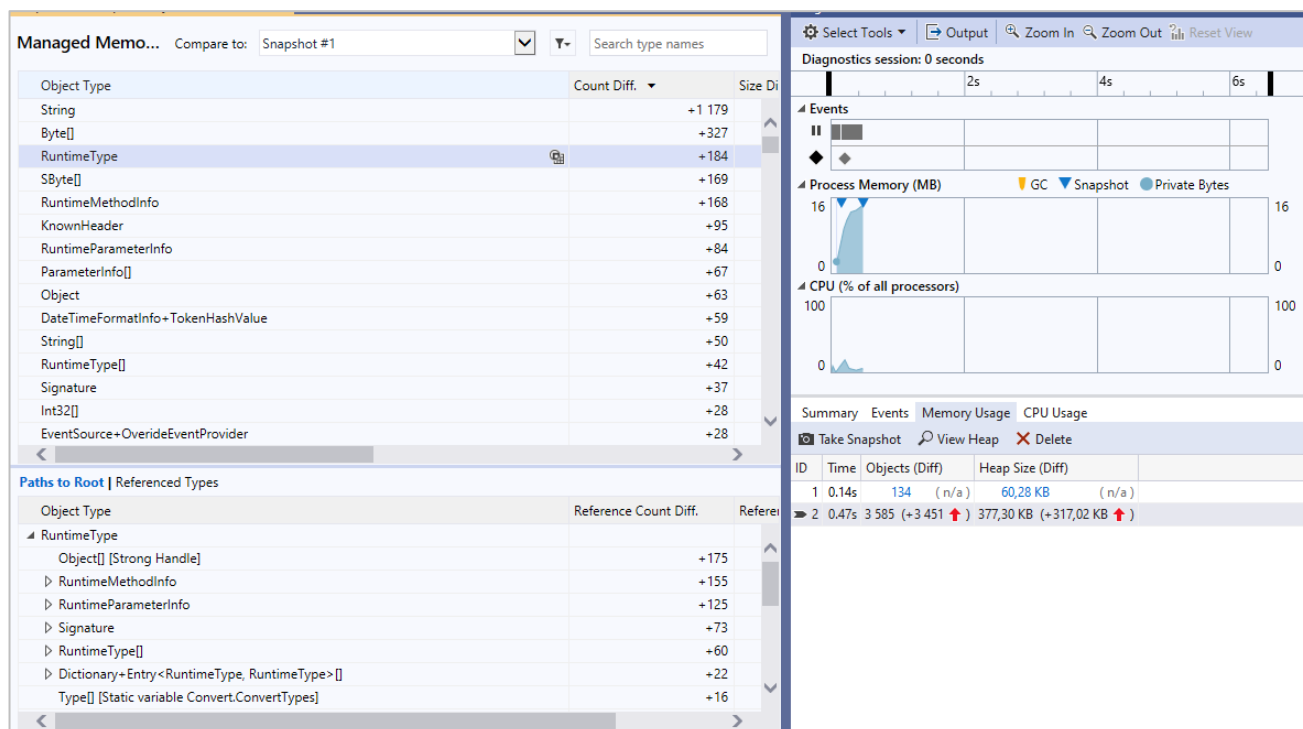 Managed Memo... Compare to: Snapshot #1 Search type names
Object Type Count Diff. Size Di
String +1 179
Byte[] +327
RuntimeType +184
SByte[] +169
RuntimeMethodInfo +168
KnownHeader +95
RuntimeParameterInfo +84
ParameterInfo[] +67
Object +63
DateTimeFormatInfo+TokenHashValue +59
String[] +50
RuntimeType[] +42
Signature +37
Int32[] +28
EventSource+OverideEventProvider +28
Paths to Root | Referenced Types
Object Type Reference Count Diff. Referer
RuntimeType
Object[] [Strong Handle] +175
RuntimeMethodInfo +155
RuntimeParameterInfo +125
Signature +73
RuntimeType[] +60
Dictionary+Entry<RuntimeType, RuntimeType>[] +22
Type[] [Static variable Convert.ConvertTypes] +16
Select Tools Output Zoom In Zoom Out Reset View
Diagnostics session: 0 seconds
2s 4s 6s
Events
Process Memory (MB) GC Snapshot Private Bytes
16 16
0 0
CPU (% of all processors)
100 100
0 0
Summary Events Memory Usage CPU Usage
Take Snapshot View Heap Delete
ID Time Objects (Diff) Heap Size (Diff)
1 0.14s 134 (n/a) 60,28 KB (n/a)
2 0.47s 3 585 (+3 451 ) 377,30 KB (+317,02 KB )